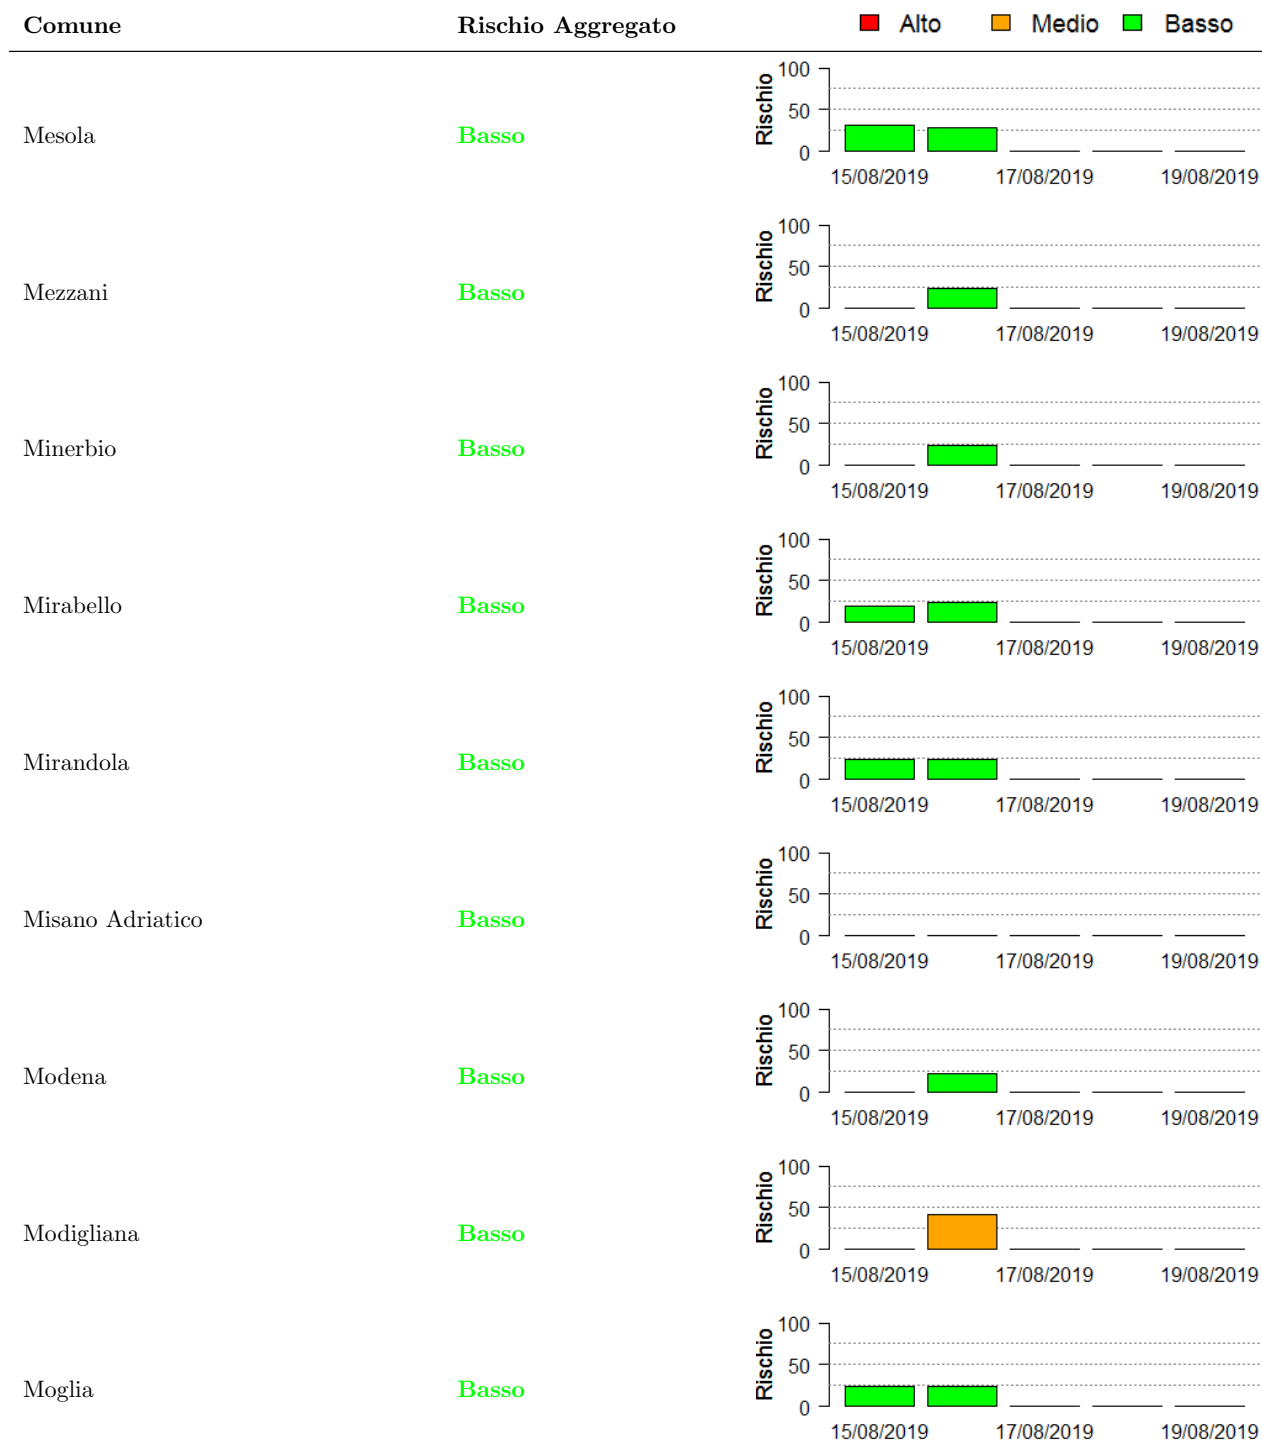 Comune Rischio Aggregato Alto Medio Basso
100
50
0
Rischio
Mesola Basso
15/08/2019 17/08/2019 19/08/2019
100
50
0
Rischio
Mezzani Basso
15/08/2019 17/08/2019 19/08/2019
100
50
0
Rischio
Minerbio Basso
15/08/2019 17/08/2019 19/08/2019
100
50
0
Rischio
Mirabello Basso
15/08/2019 17/08/2019 19/08/2019
100
50
0
Rischio
Mirandola Basso
15/08/2019 17/08/2019 19/08/2019
100
50
0
Rischio
Misano Adriatico Basso
15/08/2019 17/08/2019 19/08/2019
100
50
0
Rischio
Modena Basso
15/08/2019 17/08/2019 19/08/2019
100
50
0
Rischio
Modigliana Basso
15/08/2019 17/08/2019 19/08/2019
100
50
0
Rischio
Moglia Basso
15/08/2019 17/08/2019 19/08/2019